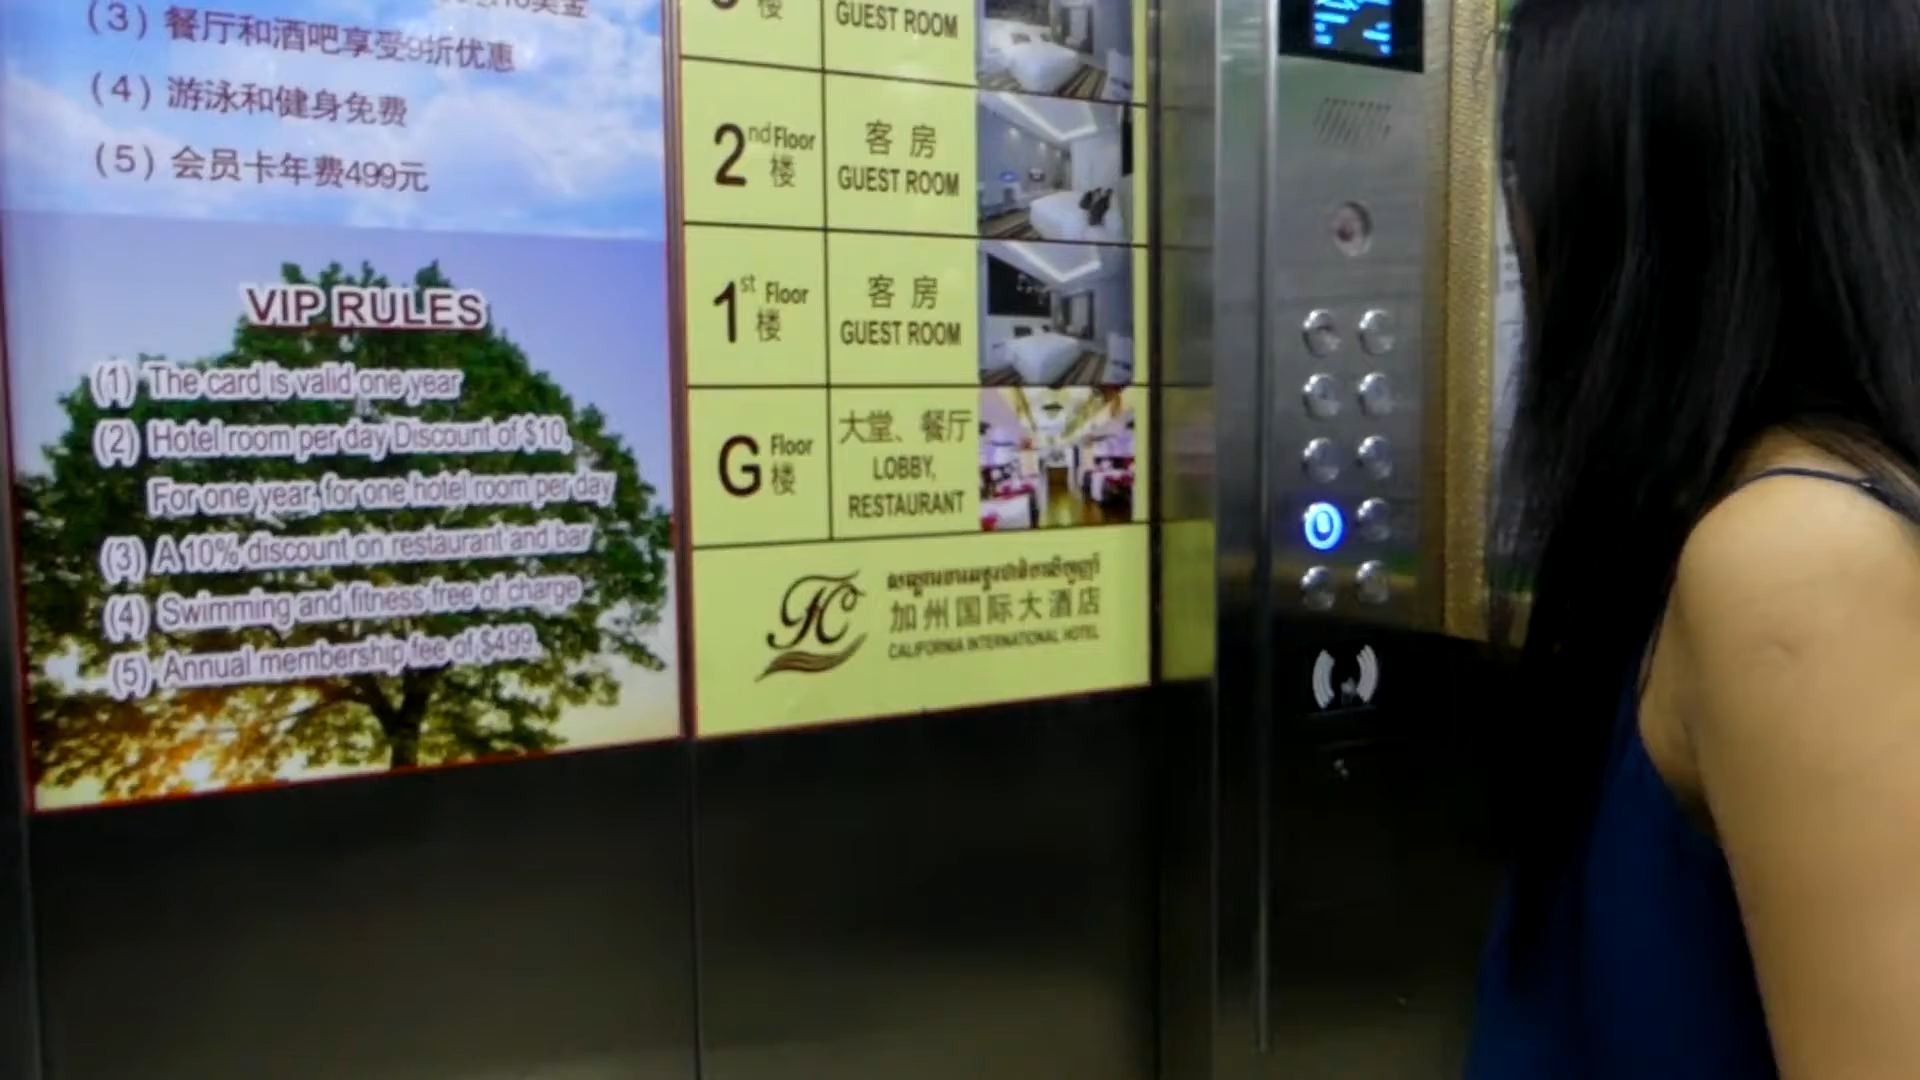 (3) 餐厅和酒吧享受9折优惠
(4) 游泳和健身免费
(5) 会员卡年费499元
VIP RULES
(1) The card is valid one year
(2) Hotel room per day Discount of $10,
For one year, for one hotel room per day
(3) A 10% discount on restaurant and bar
(4) Swimming and fitness free of charge
(5) Annual membership fee of $499.
楼
GUEST ROOM
2nd Floor
楼
客 房
GUEST ROOM
1st Floor
楼
客 房
GUEST ROOM
G Floor
楼
大堂、餐厅
LOBBY,
RESTAURANT
加州国际大酒店
CALIFORNIA INTERNATIONAL HOTEL